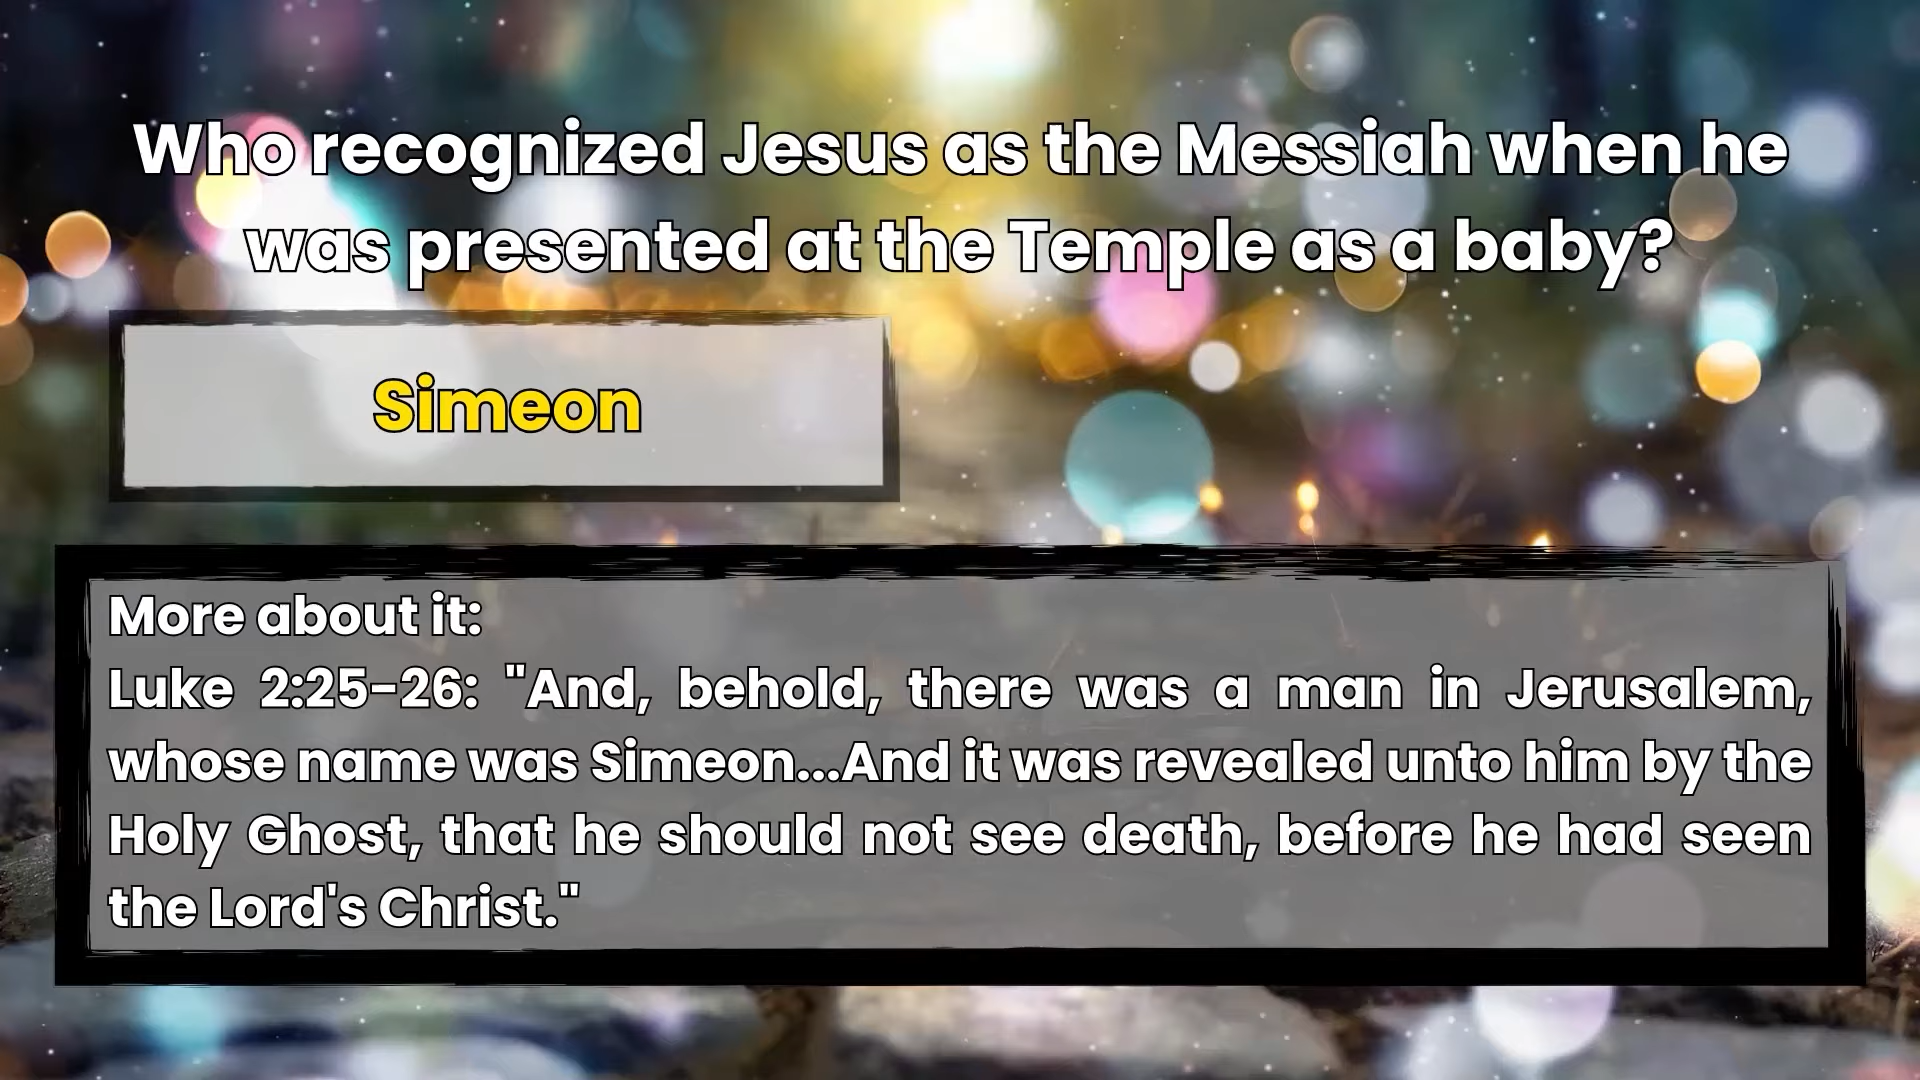 Who recognized Jesus as the Messiah when he
was presented at the Temple as a baby?
Simeon
More about it:
Luke 2:25–26: "And, behold, there was a man in Jerusalem,
whose name was Simeon...And it was revealed unto him by the
Holy Ghost, that he should not see death, before he had seen
the Lord's Christ."